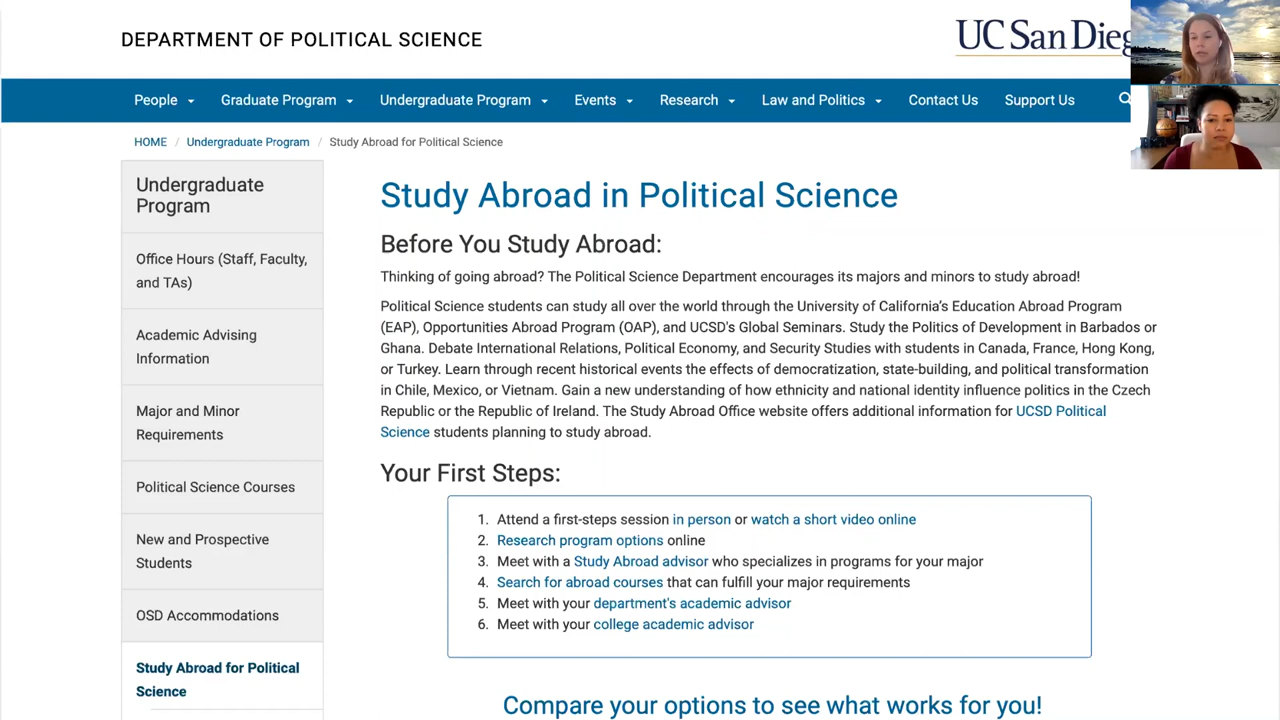 DEPARTMENT OF POLITICAL SCIENCE
UC San Dieg
People
Graduate Program
Undergraduate Program
Events
Research
Law and Politics
Contact Us
Support Us
HOME / Undergraduate Program / Study Abroad for Political Science
Undergraduate
Program
Office Hours (Staff, Faculty,
and TAs)
Academic Advising
Information
Major and Minor
Requirements
Political Science Courses
New and Prospective
Students
OSD Accommodations
Study Abroad for Political
Science
Study Abroad in Political Science
Before You Study Abroad:
Thinking of going abroad? The Political Science Department encourages its majors and minors to study abroad!
Political Science students can study all over the world through the University of California's Education Abroad Program
(EAP), Opportunities Abroad Program (OAP), and UCSD's Global Seminars. Study the Politics of Development in Barbados or
Ghana. Debate International Relations, Political Economy, and Security Studies with students in Canada, France, Hong Kong,
or Turkey. Learn through recent historical events the effects of democratization, state-building, and political transformation
in Chile, Mexico, or Vietnam. Gain a new understanding of how ethnicity and national identity influence politics in the Czech
Republic or the Republic of Ireland. The Study Abroad Office website offers additional information for UCSD Political
Science students planning to study abroad.
Your First Steps:
1. Attend a first-steps session in person or watch a short video online
2. Research program options online
3. Meet with a Study Abroad advisor who specializes in programs for your major
4. Search for abroad courses that can fulfill your major requirements
5. Meet with your department's academic advisor
6. Meet with your college academic advisor
Compare your options to see what works for you!